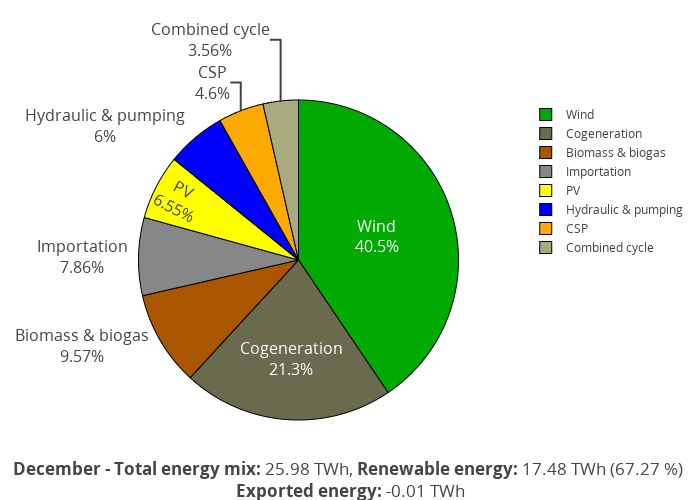 Combined cycle
3.56%
CSP
4.6%
Hydraulic & pumping
6%
PV
6.55%
Importation
7.86%
Biomass & biogas
9.57%
Wind
40.5%
Cogeneration
21.3%
Wind
Cogeneration
Biomass & biogas
Importation
PV
Hydraulic & pumping
CSP
Combined cycle
December - Total energy mix: 25.98 TWh, Renewable energy: 17.48 TWh (67.27 %)
Exported energy: -0.01 TWh